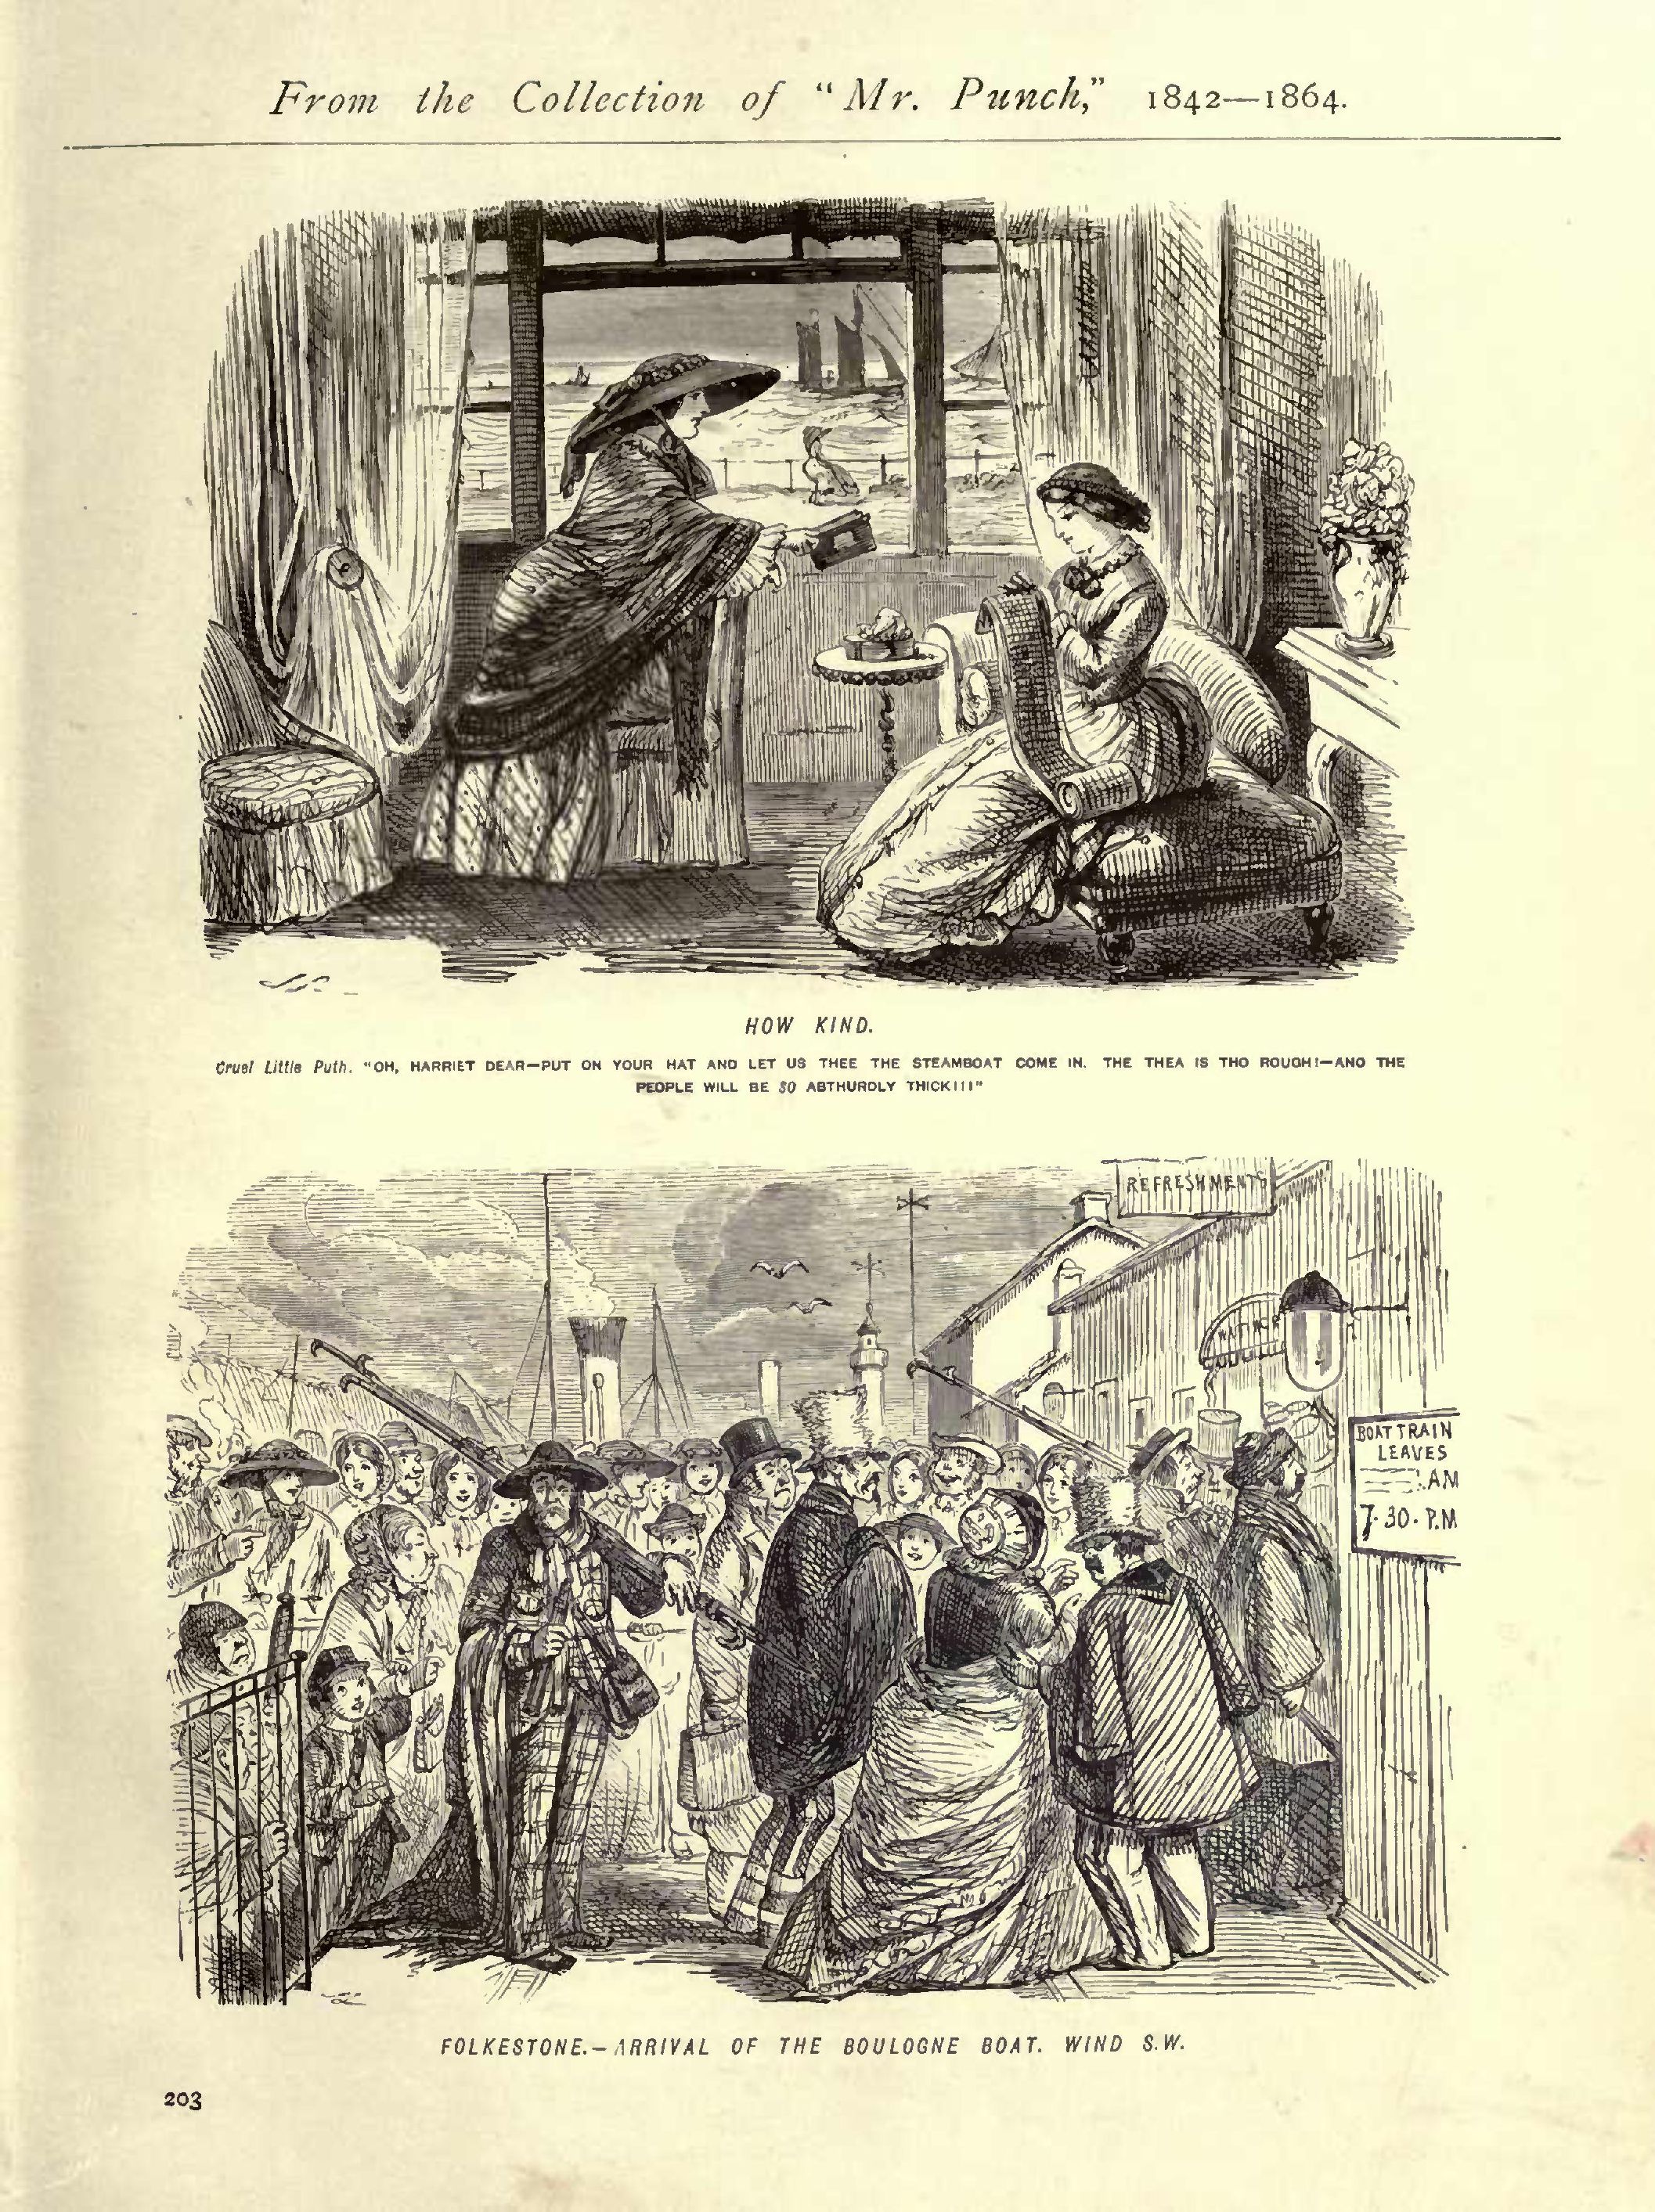 From the Collection of "Mr. Punch," 1842—1864.
HOW KIND.
Cruel Little Puth. "OH, HARRIET DEAR—PUT ON YOUR HAT AND LET US THEE THE STEAMBOAT COME IN. THE THEA IS THO ROUGH!—AND THE
PEOPLE WILL BE SO ABTHURDLY THICK!!!"
REFRESHMENTS
WAITING R
BOAT TRAIN
LEAVES
AM
7·30·P.M
FOLKESTONE.—ARRIVAL OF THE BOULOGNE BOAT. WIND S.W.
203